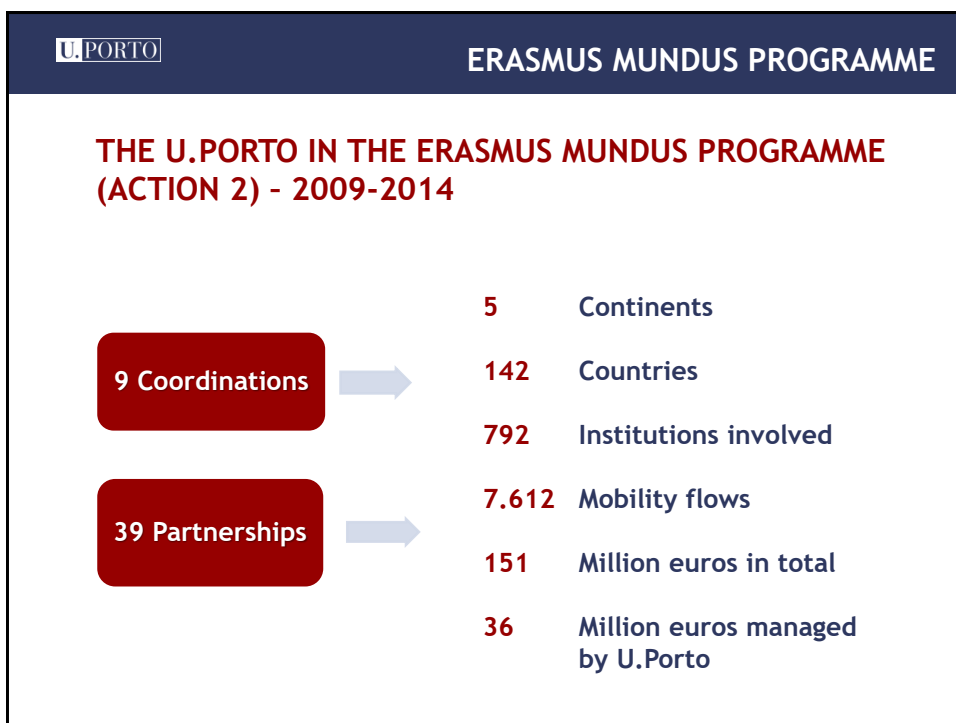 U.PORTO
ERASMUS MUNDUS PROGRAMME
THE U.PORTO IN THE ERASMUS MUNDUS PROGRAMME
(ACTION 2) – 2009-2014
9 Coordinations
39 Partnerships
5 Continents
142 Countries
792 Institutions involved
7.612 Mobility flows
151 Million euros in total
36 Million euros managed
by U.Porto